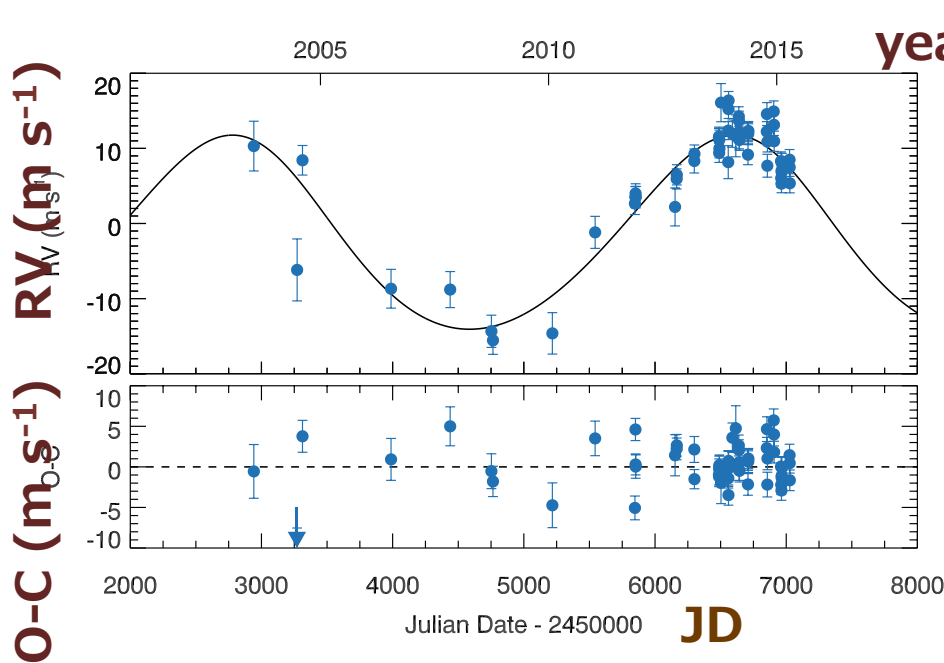 2005 2010 2015 yea
RV (m s-1)
RV (m s-1)
20
10
0
-10
-20
O-C (m s-1)
O-C
10
5
0
-5
-10
2000 3000 4000 5000 6000 7000 8000
Julian Date - 2450000 JD